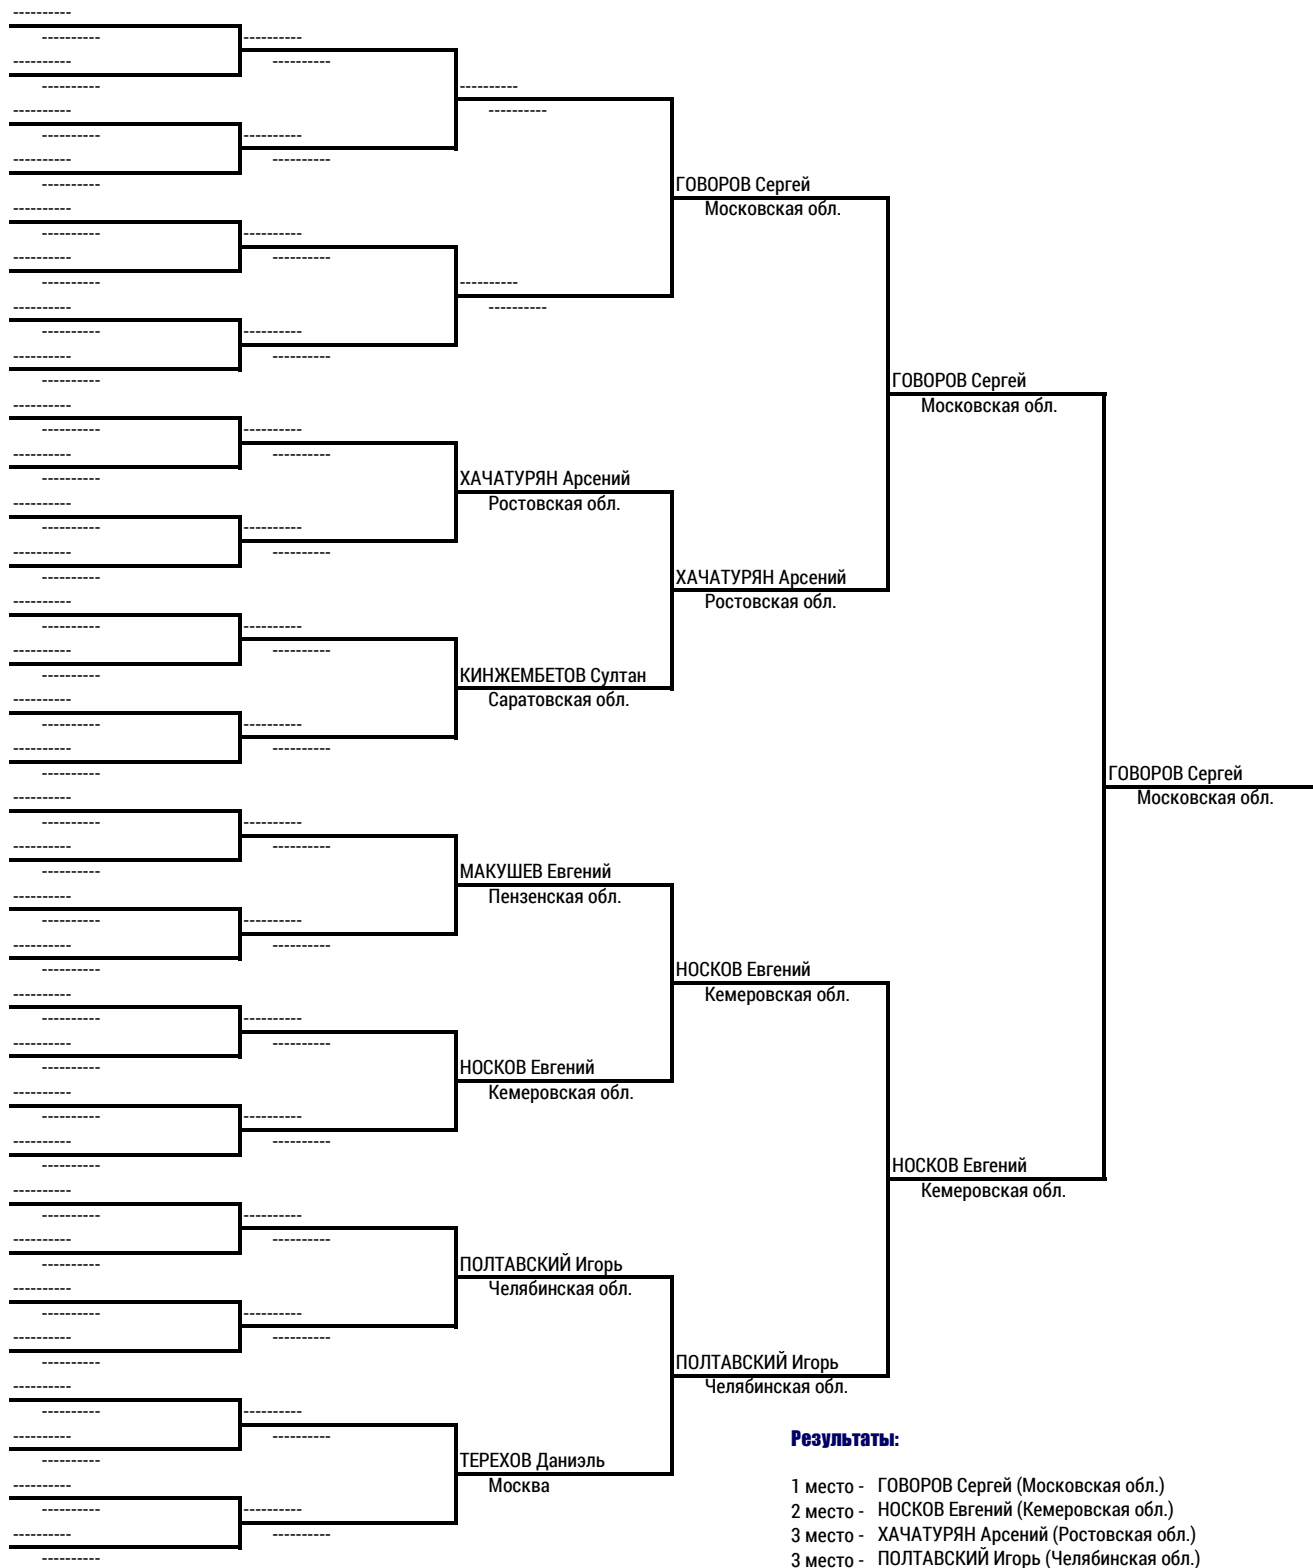 ГОВОРОВ Сергей
Московская обл.
ГОВОРОВ Сергей
Московская обл.
ХАЧАТУРЯН Арсений
Ростовская обл.
ХАЧАТУРЯН Арсений
Ростовская обл.
КИНЖЕМБЕТОВ Султан
Саратовская обл.
ГОВОРОВ Сергей
Московская обл.
МАКУШЕВ Евгений
Пензенская обл.
НОСКОВ Евгений
Кемеровская обл.
НОСКОВ Евгений
Кемеровская обл.
НОСКОВ Евгений
Кемеровская обл.
ПОЛТАВСКИЙ Игорь
Челябинская обл.
ПОЛТАВСКИЙ Игорь
Челябинская обл.
ТЕРЕХОВ Даниэль
Москва
Результаты:
1 место - ГОВОРОВ Сергей (Московская обл.)
2 место - НОСКОВ Евгений (Кемеровская обл.)
3 место - ХАЧАТУРЯН Арсений (Ростовская обл.)
3 место - ПОЛТАВСКИЙ Игорь (Челябинская обл.)